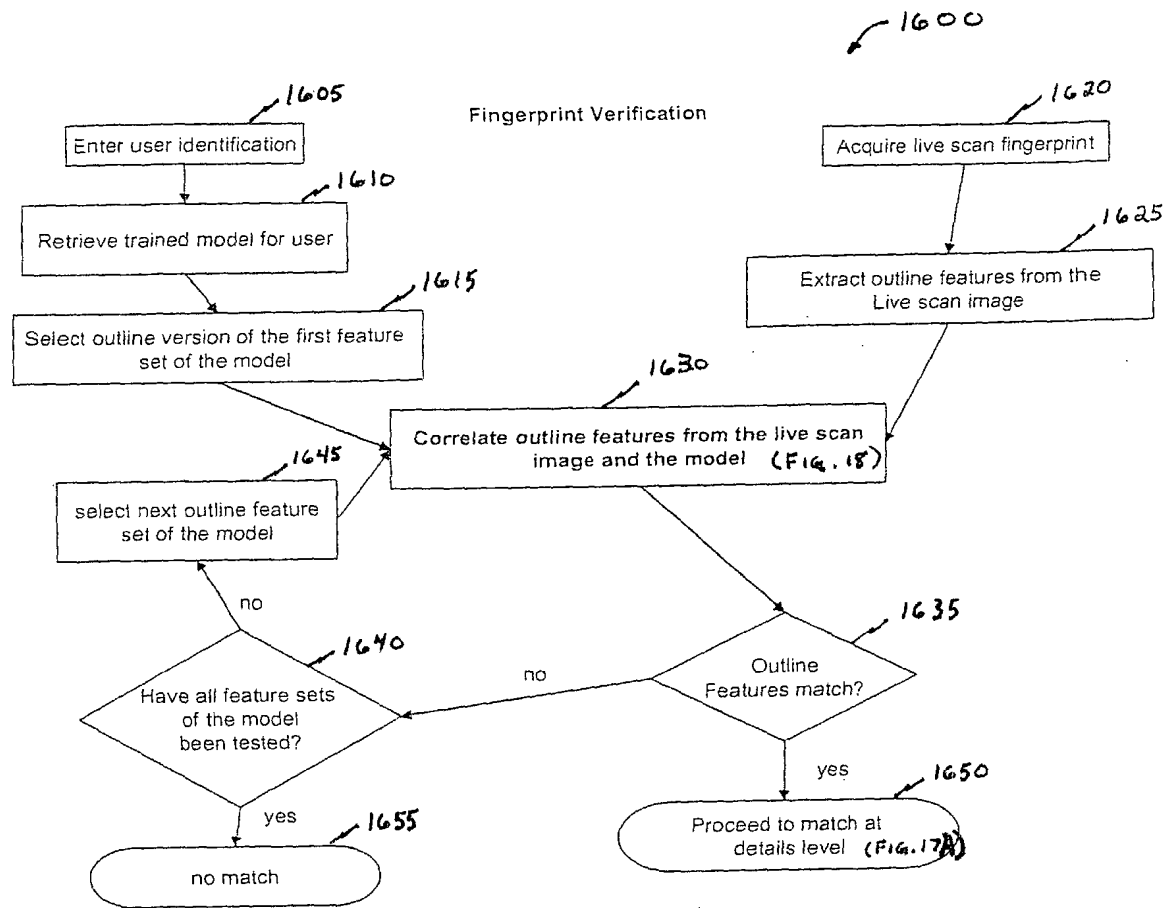 1600
Fingerprint Verification
1605
Enter user identification
1610
Retrieve trained model for user
1615
Select outline version of the first feature
set of the model
1620
Acquire live scan fingerprint
1625
Extract outline features from the
Live scan image
1630
Correlate outline features from the live scan
image and the model (FIG. 18)
1645
select next outline feature
set of the model
no
1640
Have all feature sets
of the model
been tested?
no
1635
Outline
Features match?
yes
1650
Proceed to match at
details level (FIG. 17A)
yes
1655
no match